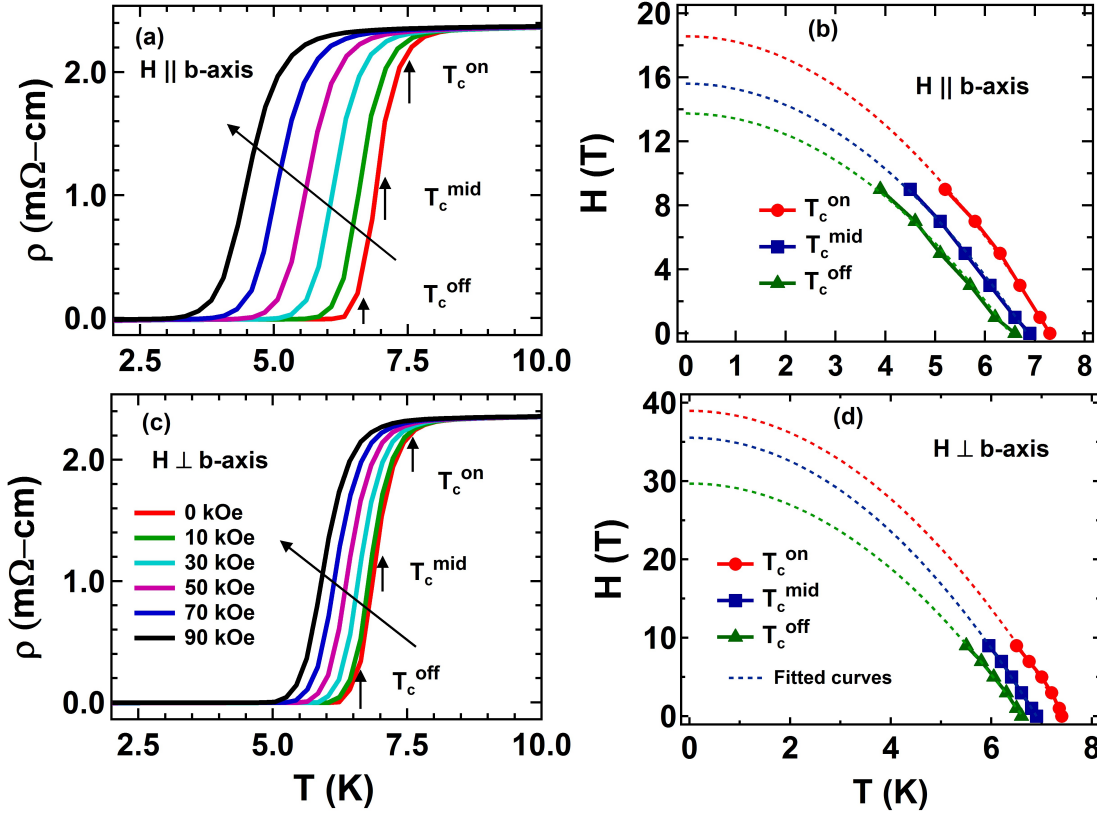 (a)
H || b-axis
T_c^on
T_c^mid
T_c^off
2.0
1.0
0.0
ρ (mΩ–cm)
2.5
5.0
7.5
10.0
(b)
H || b-axis
T_c^on
T_c^mid
T_c^off
20
16
12
8
4
0
H (T)
0 1 2 3 4 5 6 7 8
(c)
H ⊥ b-axis
0 kOe
10 kOe
30 kOe
50 kOe
70 kOe
90 kOe
T_c^on
T_c^mid
T_c^off
2.0
1.0
0.0
ρ (mΩ–cm)
2.5
5.0
7.5
10.0
T (K)
(d)
H ⊥ b-axis
T_c^on
T_c^mid
T_c^off
Fitted curves
40
30
20
10
0
H (T)
0 2 4 6 8
T (K)